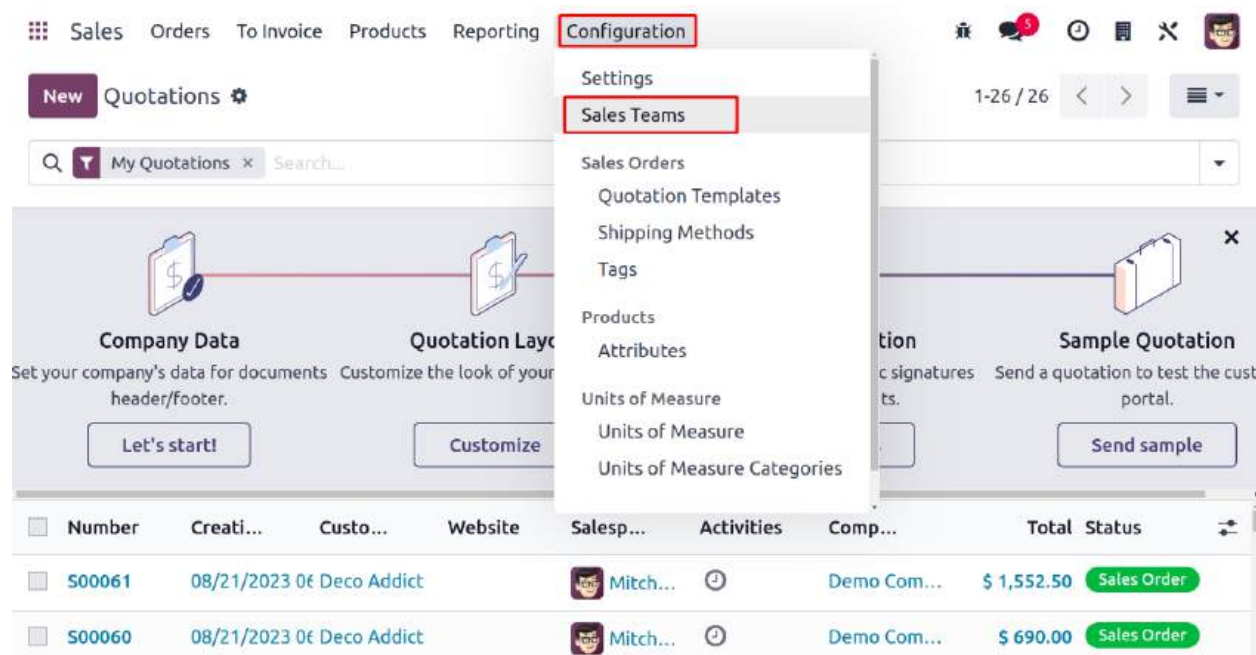 Sales Orders To Invoice Products Reporting Configuration 5
New Quotations 1-26 / 26
My Quotations × Search...
Settings
Sales Teams
Sales Orders
Quotation Templates
Shipping Methods
Tags
Products
Attributes
Units of Measure
Units of Measure
Units of Measure Categories
Company Data
Set your company's data for documents
header/footer.
Let's start!
Quotation Layo
Customize the look of your
Customize
tion
c signatures
ts.
Sample Quotation
Send a quotation to test the cust
portal.
Send sample
Number Creati... Custo... Website Salesp... Activities Comp... Total Status
S00061 08/21/2023 06 Deco Addict Mitch... Demo Com... $ 1,552.50 Sales Order
S00060 08/21/2023 06 Deco Addict Mitch... Demo Com... $ 690.00 Sales Order